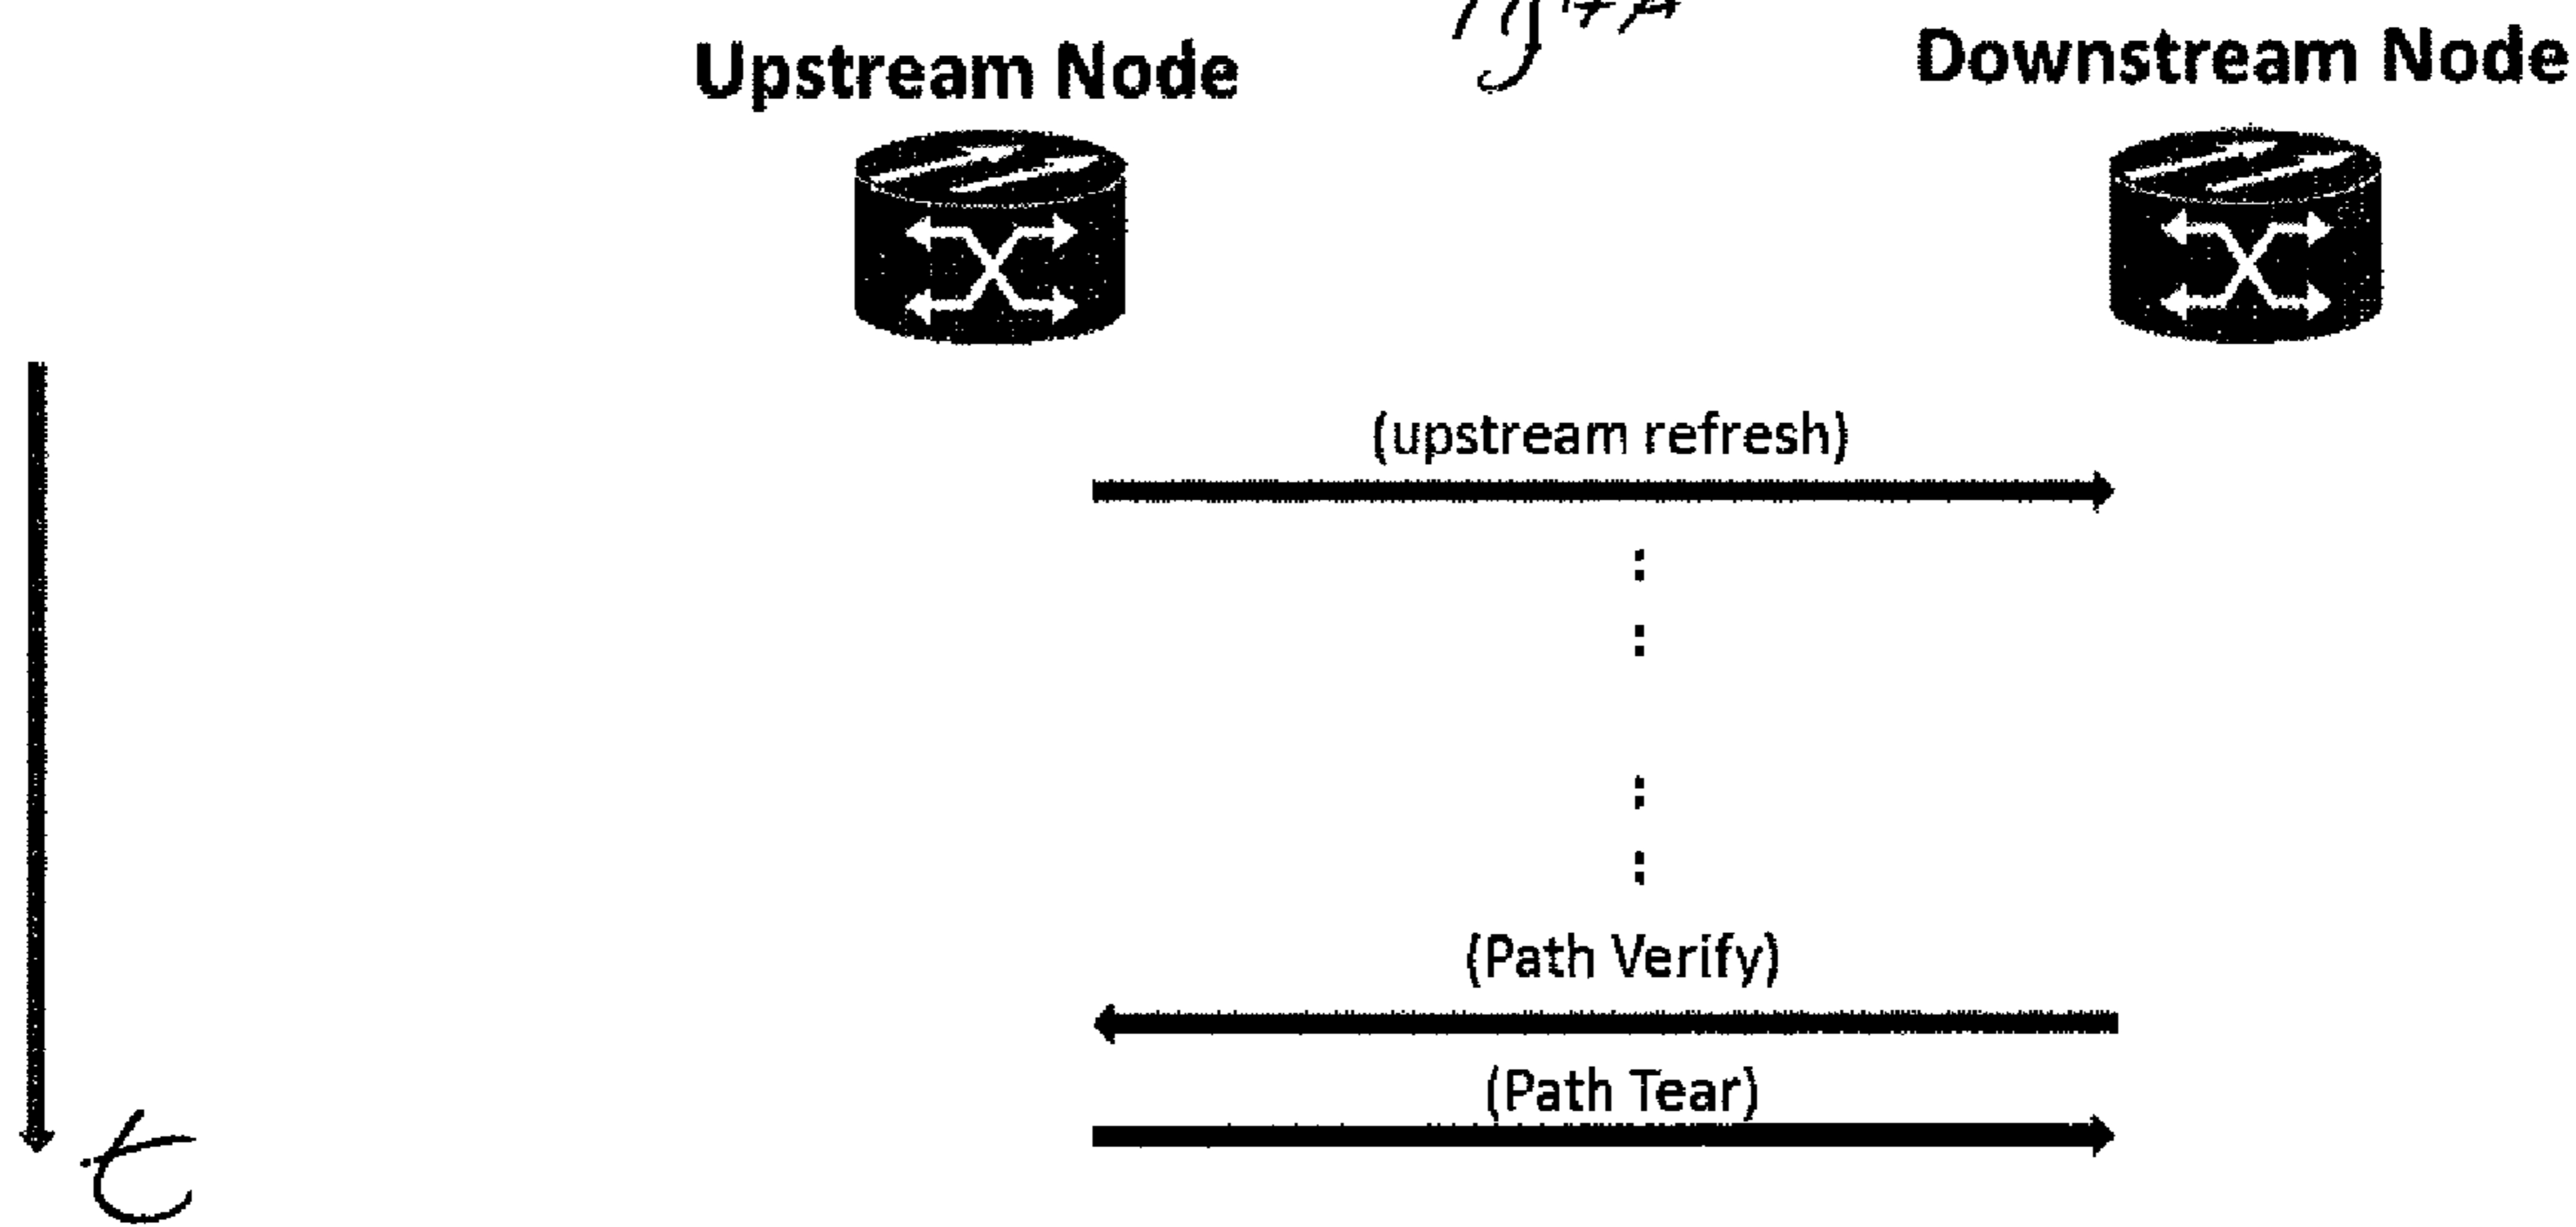 Upstream Node
Downstream Node
(upstream refresh)
(Path Verify)
(Path Tear)
t